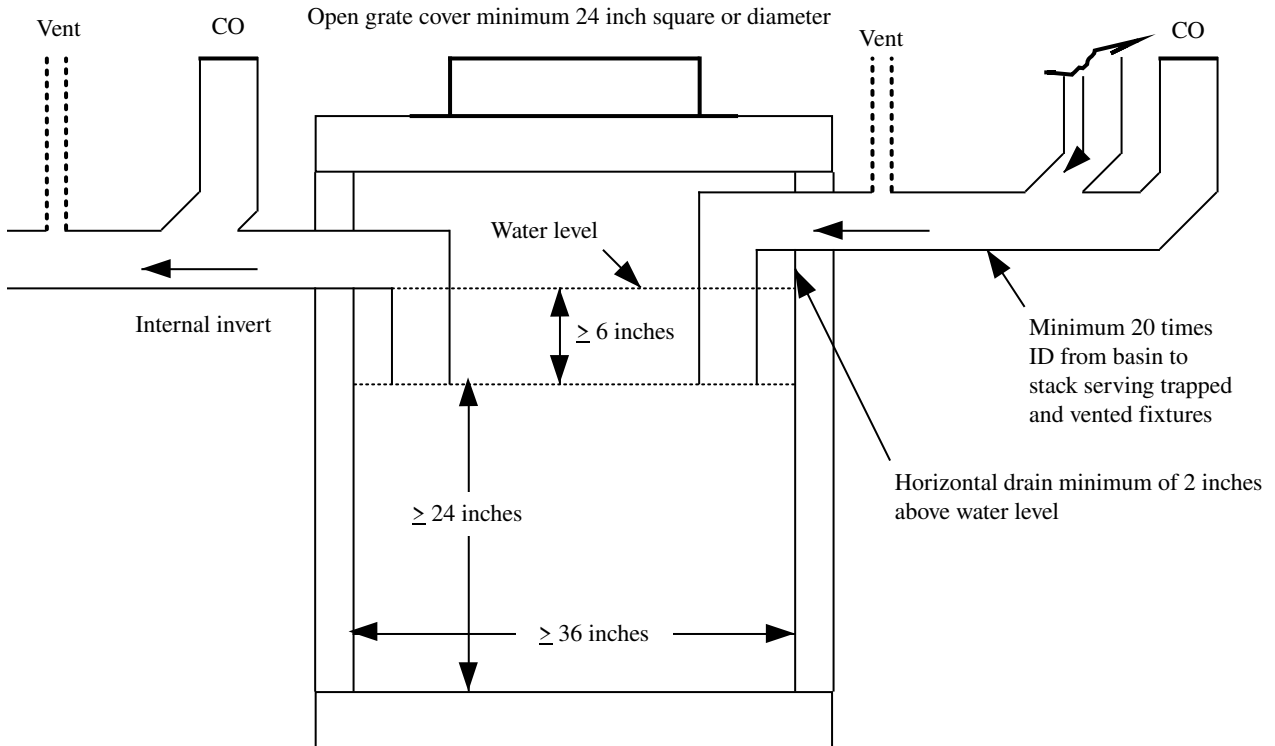 Open grate cover minimum 24 inch square or diameter
Vent
CO
Vent
CO
Water level
Internal invert
≥ 6 inches
Minimum 20 times
ID from basin to
stack serving trapped
and vented fixtures
Horizontal drain minimum of 2 inches
above water level
≥ 24 inches
≥ 36 inches